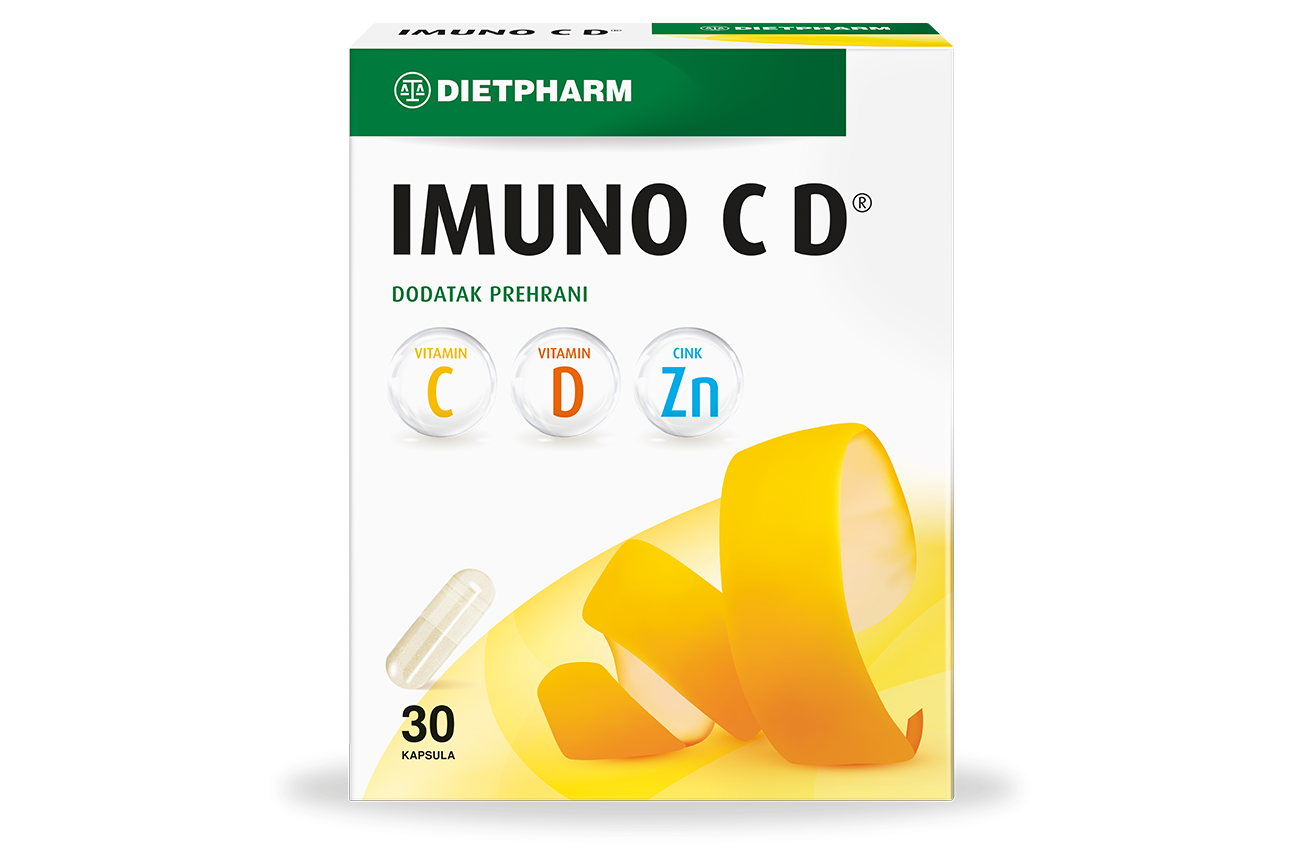 IMUNO C D®
DIETPHARM
DIETPHARM
IMUNO C D®
DODATAK PREHRANI
VITAMIN
C
VITAMIN
D
CINK
Zn
30
KAPSULA